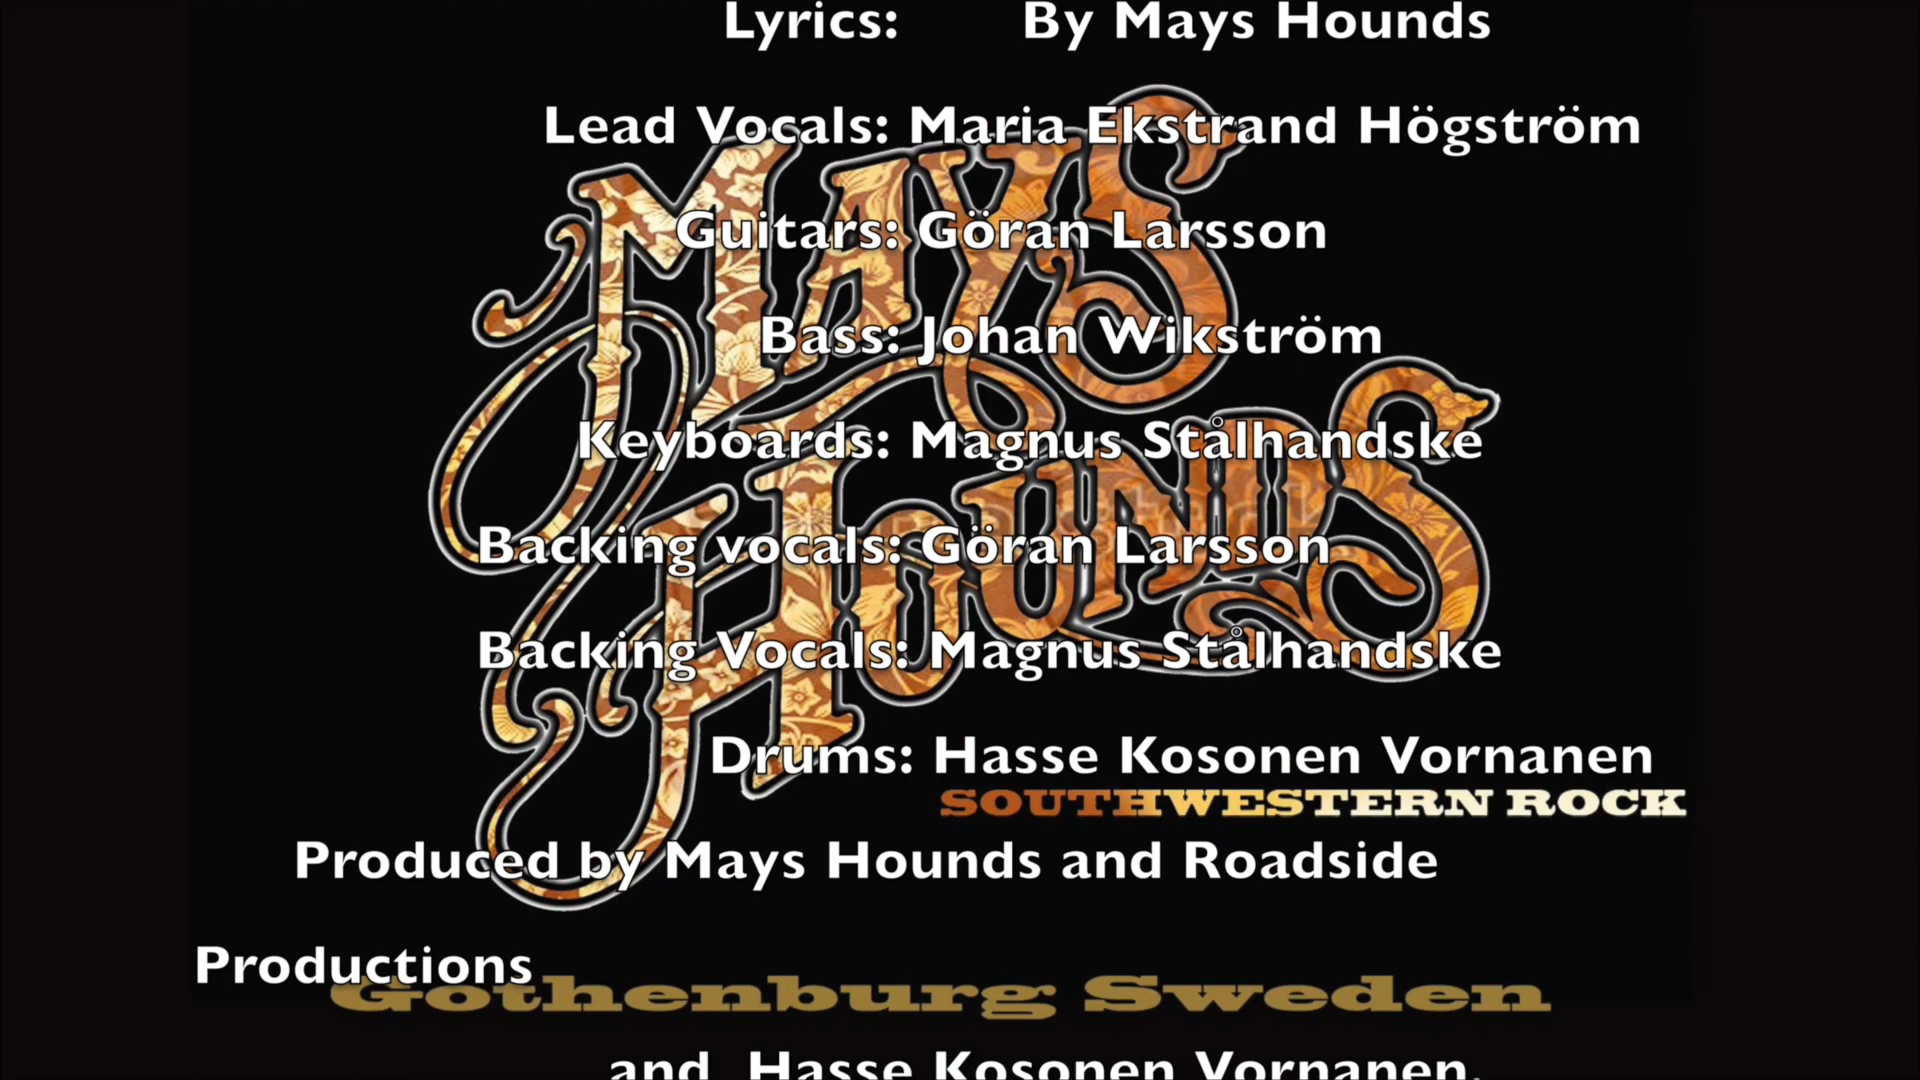 Lyrics: By Mays Hounds
Lead Vocals: Maria Ekstrand Högström
Guitars: Göran Larsson
Bass: Johan Wikström
Keyboards: Magnus Stålhandske
Backing vocals: Göran Larsson
Backing Vocals: Magnus Stålhandske
Drums: Hasse Kosonen Vornanen
Produced by Mays Hounds and Roadside
Productions
and Hasse Kosonen Vornanen.
MAYS
HOUNDS
SOUTHWESTERN ROCK
Gothenburg Sweden